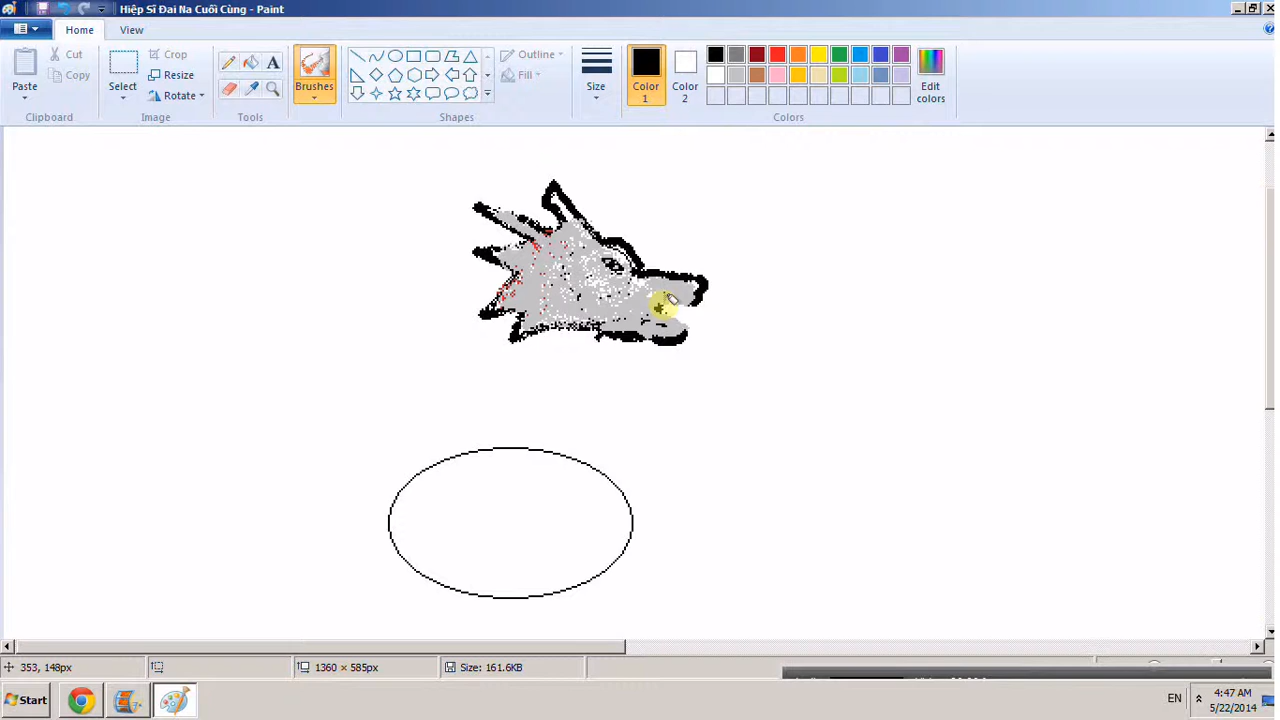 Hiệp Sĩ Đai Na Cuối Cùng - Paint
Home View
Paste
Cut
Copy
Clipboard
Select
Crop
Resize
Rotate
Image
A
Tools
Brushes
Outline
Fill
Shapes
Size
Color 1
Color 2
Edit colors
Colors
353, 148px
1360 × 585px
Size: 161.6KB
Start
EN
4:47 AM
5/22/2014